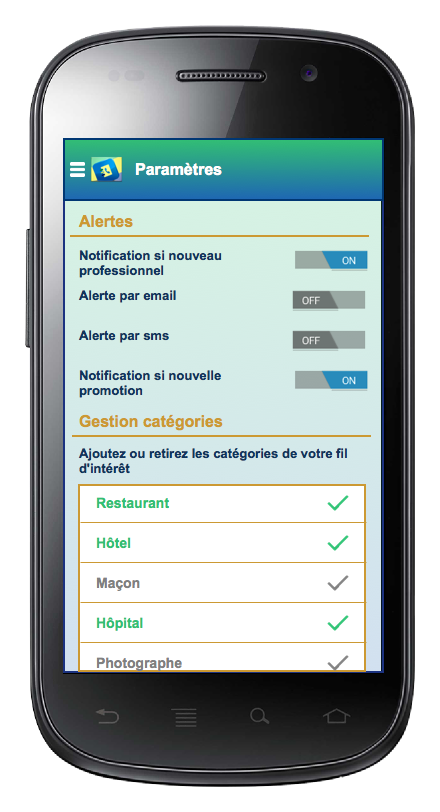 Paramètres
Alertes
Notification si nouveau
professionnel
ON
Alerte par email
OFF
Alerte par sms
OFF
Notification si nouvelle
promotion
ON
Gestion catégories
Ajoutez ou retirez les catégories de votre fil
d'intérêt
Restaurant
Hôtel
Maçon
Hôpital
Photographe